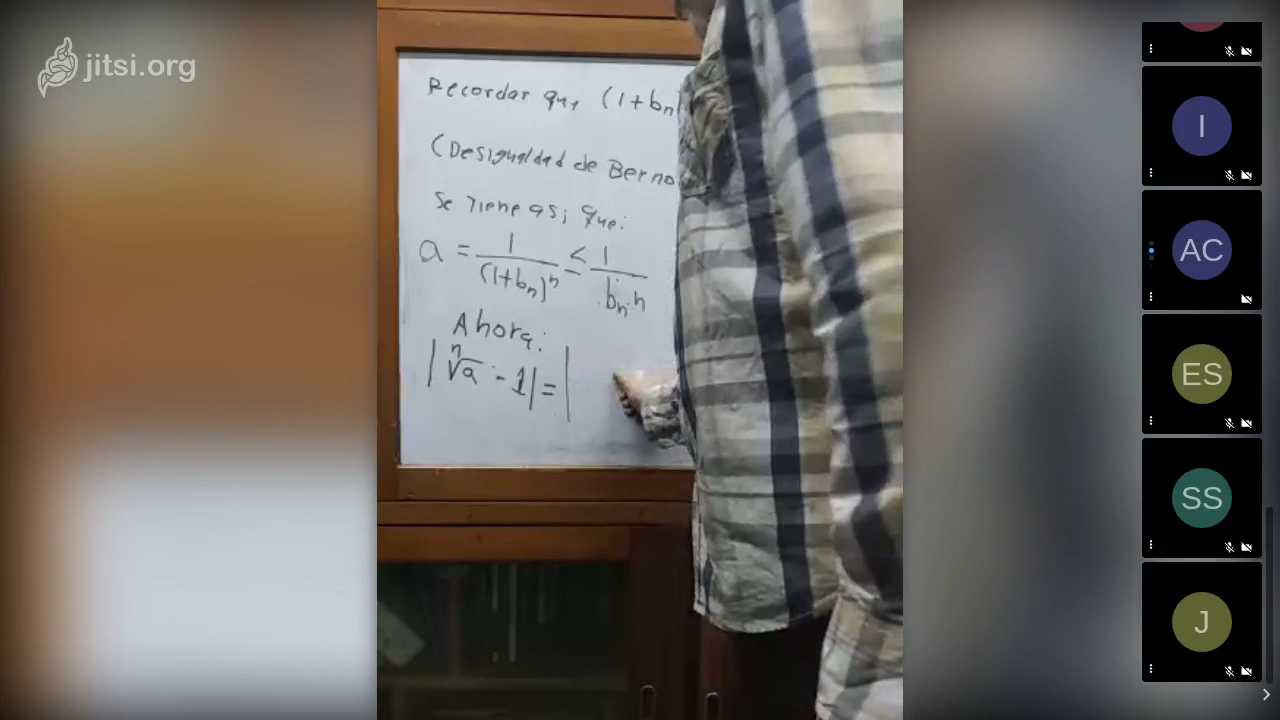 jitsi.org
Recordar que (1+bₙ)
(Desigualdad de Berno
Se tiene así que:
a = 1/(1+bₙ)ⁿ ≤ 1/bₙ·n
Ahora:
|ⁿ√a - 1| = |
I
AC
ES
SS
J